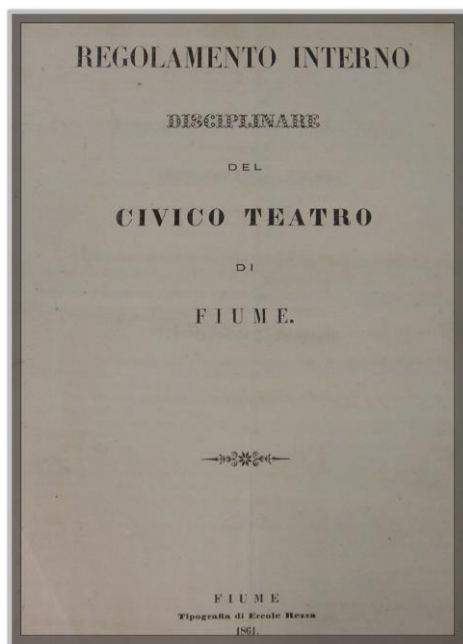 REGOLAMENTO INTERNO
DISCIPLINARE
DEL
CIVICO TEATRO
DI
FIUME.
FIUME
Tipografia di Ercole Rezza
1861.